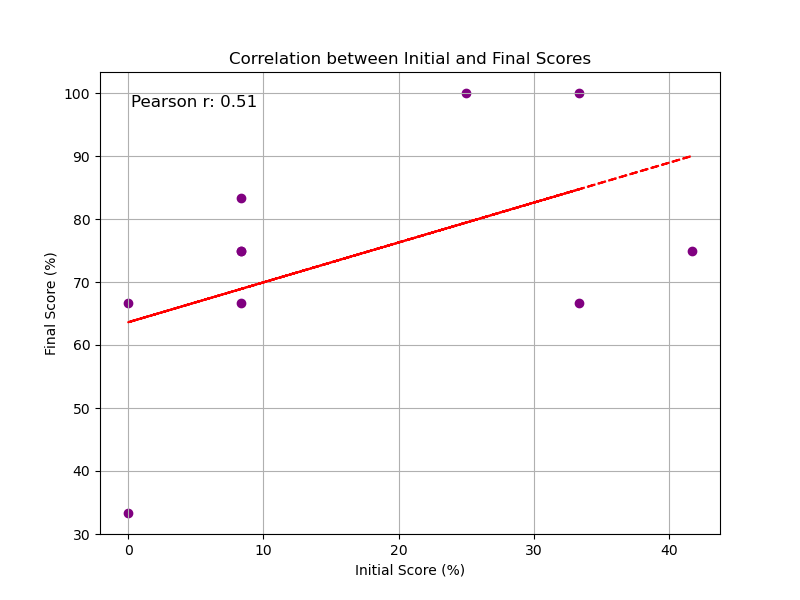 Correlation between Initial and Final Scores
Pearson r: 0.51
Final Score (%)
100
90
80
70
60
50
40
30
0 10 20 30 40
Initial Score (%)